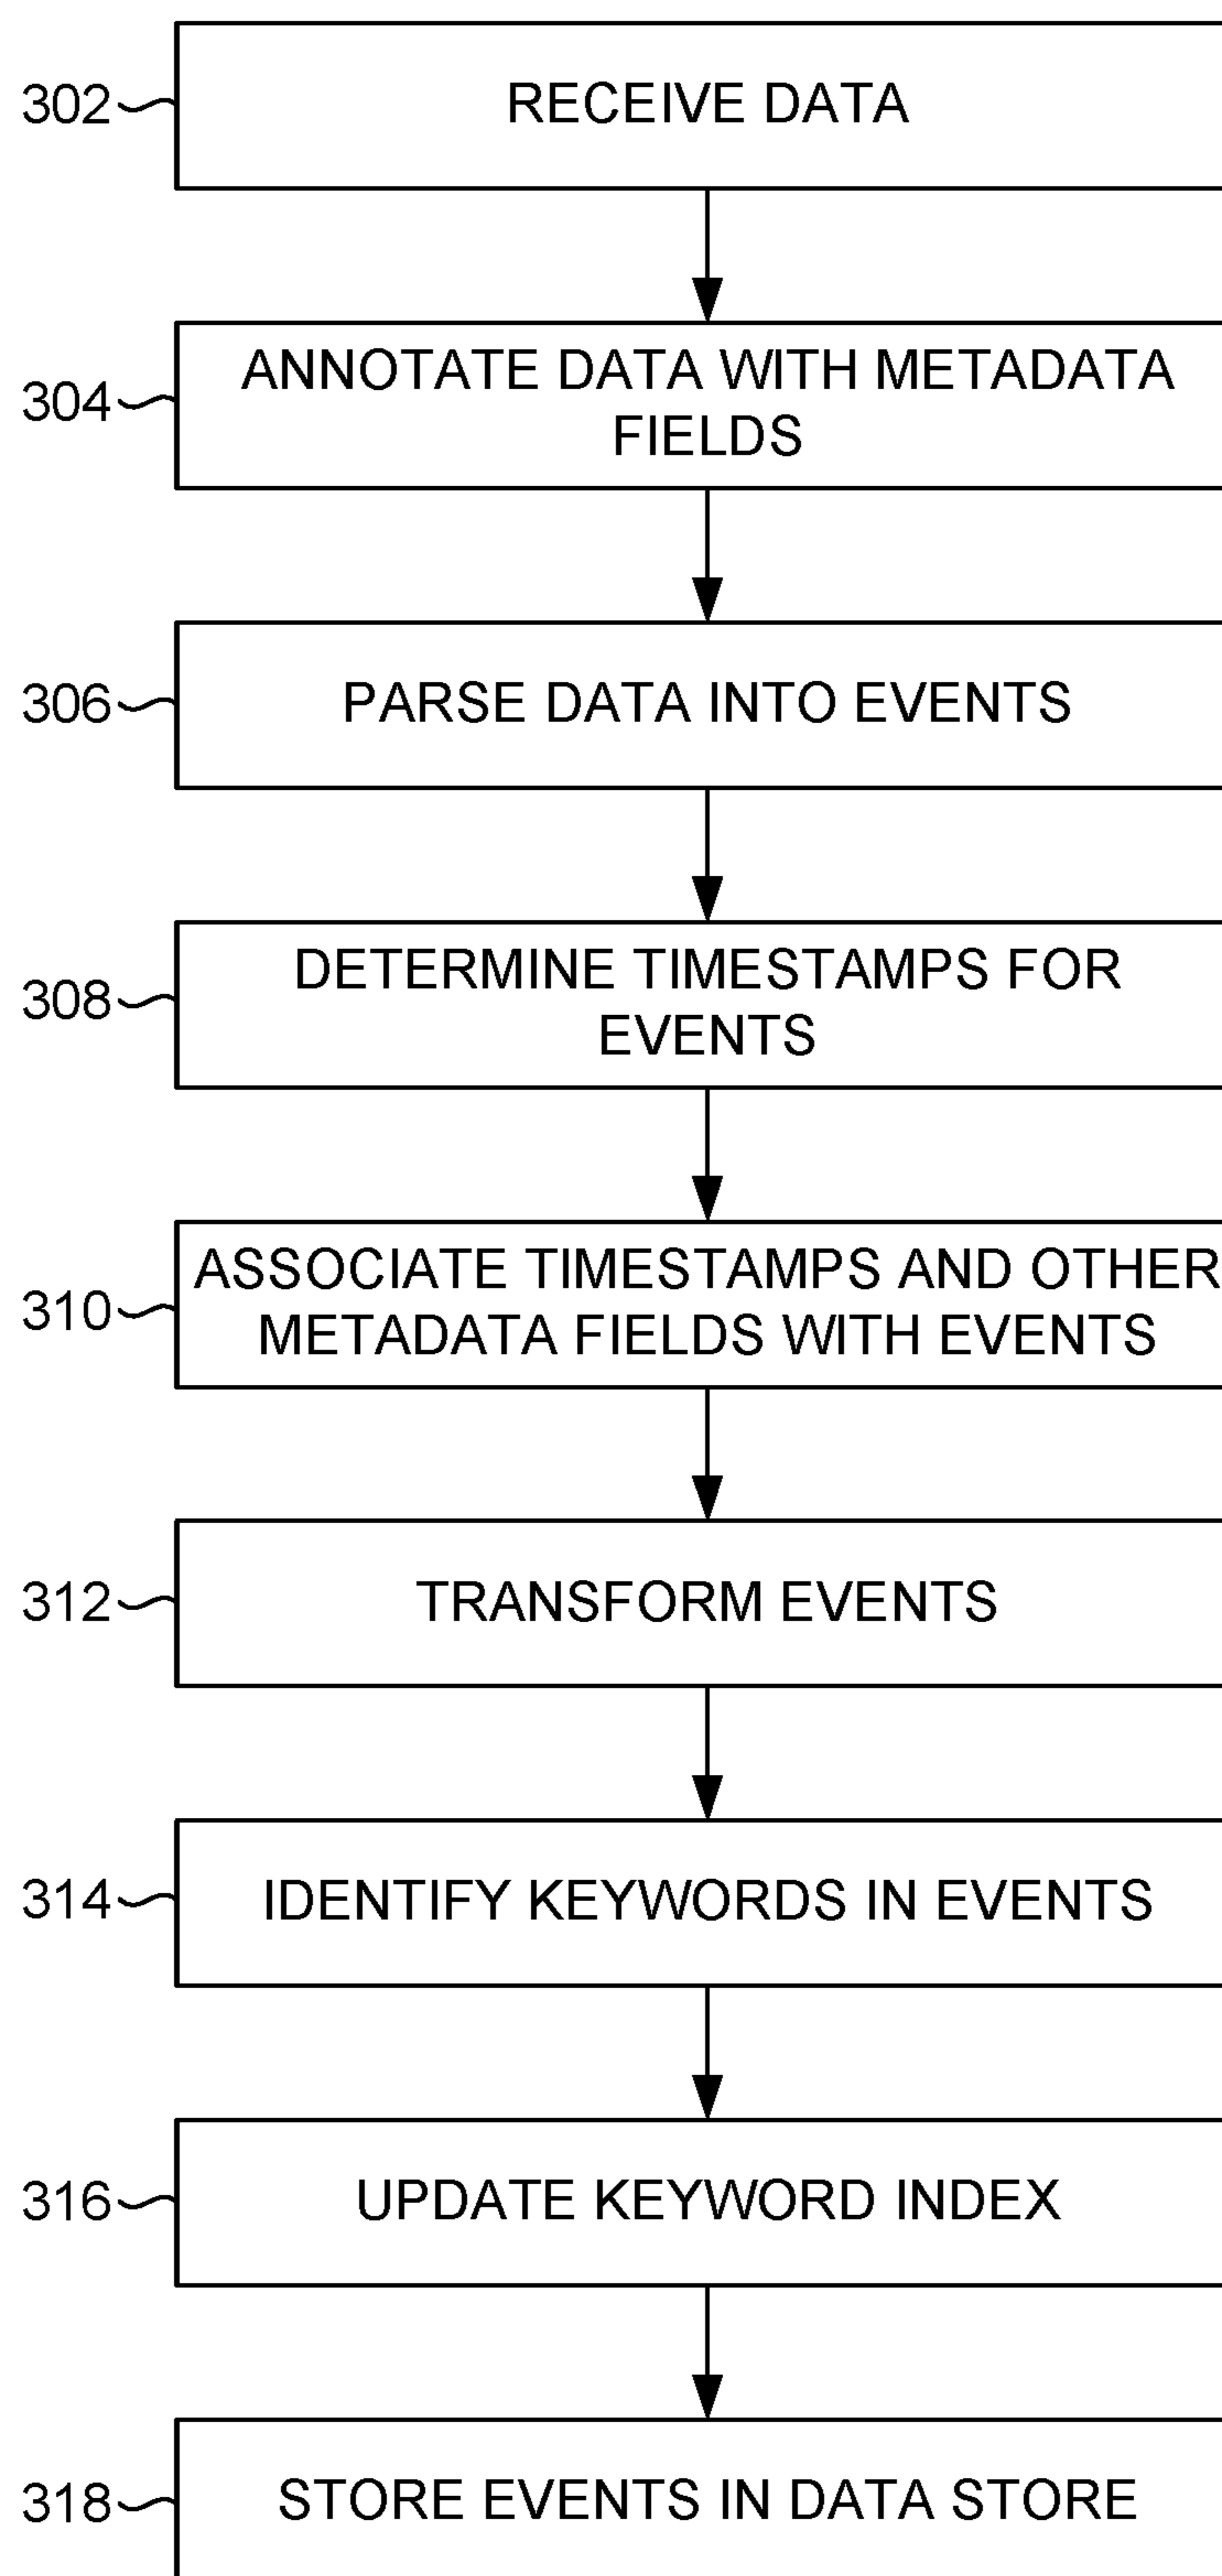 302
RECEIVE DATA
304
ANNOTATE DATA WITH METADATA
FIELDS
306
PARSE DATA INTO EVENTS
308
DETERMINE TIMESTAMPS FOR
EVENTS
310
ASSOCIATE TIMESTAMPS AND OTHER
METADATA FIELDS WITH EVENTS
312
TRANSFORM EVENTS
314
IDENTIFY KEYWORDS IN EVENTS
316
UPDATE KEYWORD INDEX
318
STORE EVENTS IN DATA STORE